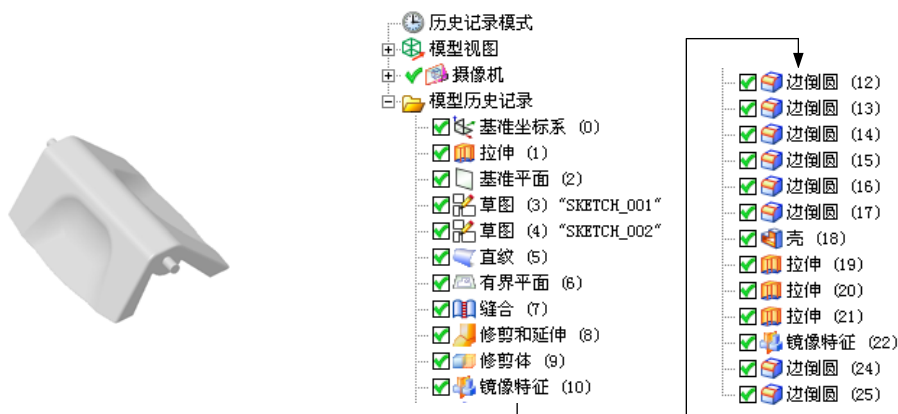 历史记录模式
模型视图
摄像机
模型历史记录
基准坐标系 (0)
拉伸 (1)
基准平面 (2)
草图 (3) "SKETCH_001"
草图 (4) "SKETCH_002"
直纹 (5)
有界平面 (6)
缝合 (7)
修剪和延伸 (8)
修剪体 (9)
镜像特征 (10)
边倒圆 (12)
边倒圆 (13)
边倒圆 (14)
边倒圆 (15)
边倒圆 (16)
边倒圆 (17)
壳 (18)
拉伸 (19)
拉伸 (20)
拉伸 (21)
镜像特征 (22)
边倒圆 (24)
边倒圆 (25)